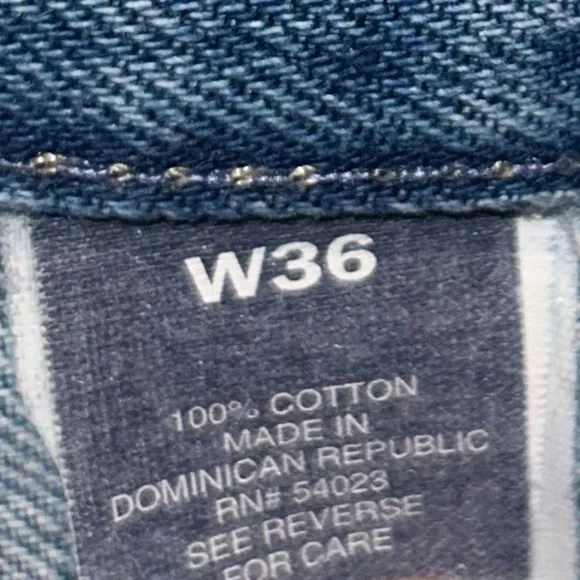 W36
100% COTTON
MADE IN
DOMINICAN REPUBLIC
RN# 54023
SEE REVERSE
FOR CARE